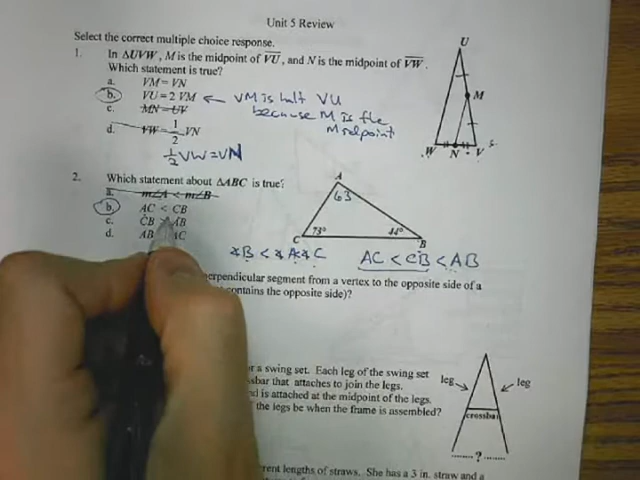 Unit 5 Review
Select the correct multiple choice response.
1. In ΔUVW, M is the midpoint of VU, and N is the midpoint of VW.
Which statement is true?
a. VM = VN
b. VU = 2 VM ← VM is half VU
c. MN = UV because M is the
d. VW = 1/2 VN Midpoint
1/2 VW = VN
U
M
W N V
2. Which statement about ΔABC is true?
a. m∠A < m∠B
b. AC < CB
c. CB > AB
d. AB AC
A
63
C 73° 44° B
∡B < ∡A < ∡C AC < CB < AB
perpendicular segment from a vertex to the opposite side of a
contains the opposite side)?
a swing set. Each leg of the swing set
bar that attaches to join the legs.
is attached at the midpoint of the legs.
the legs be when the frame is assembled?
leg leg
crossbar
?
lengths of straws. She has a 3 in. straw and a